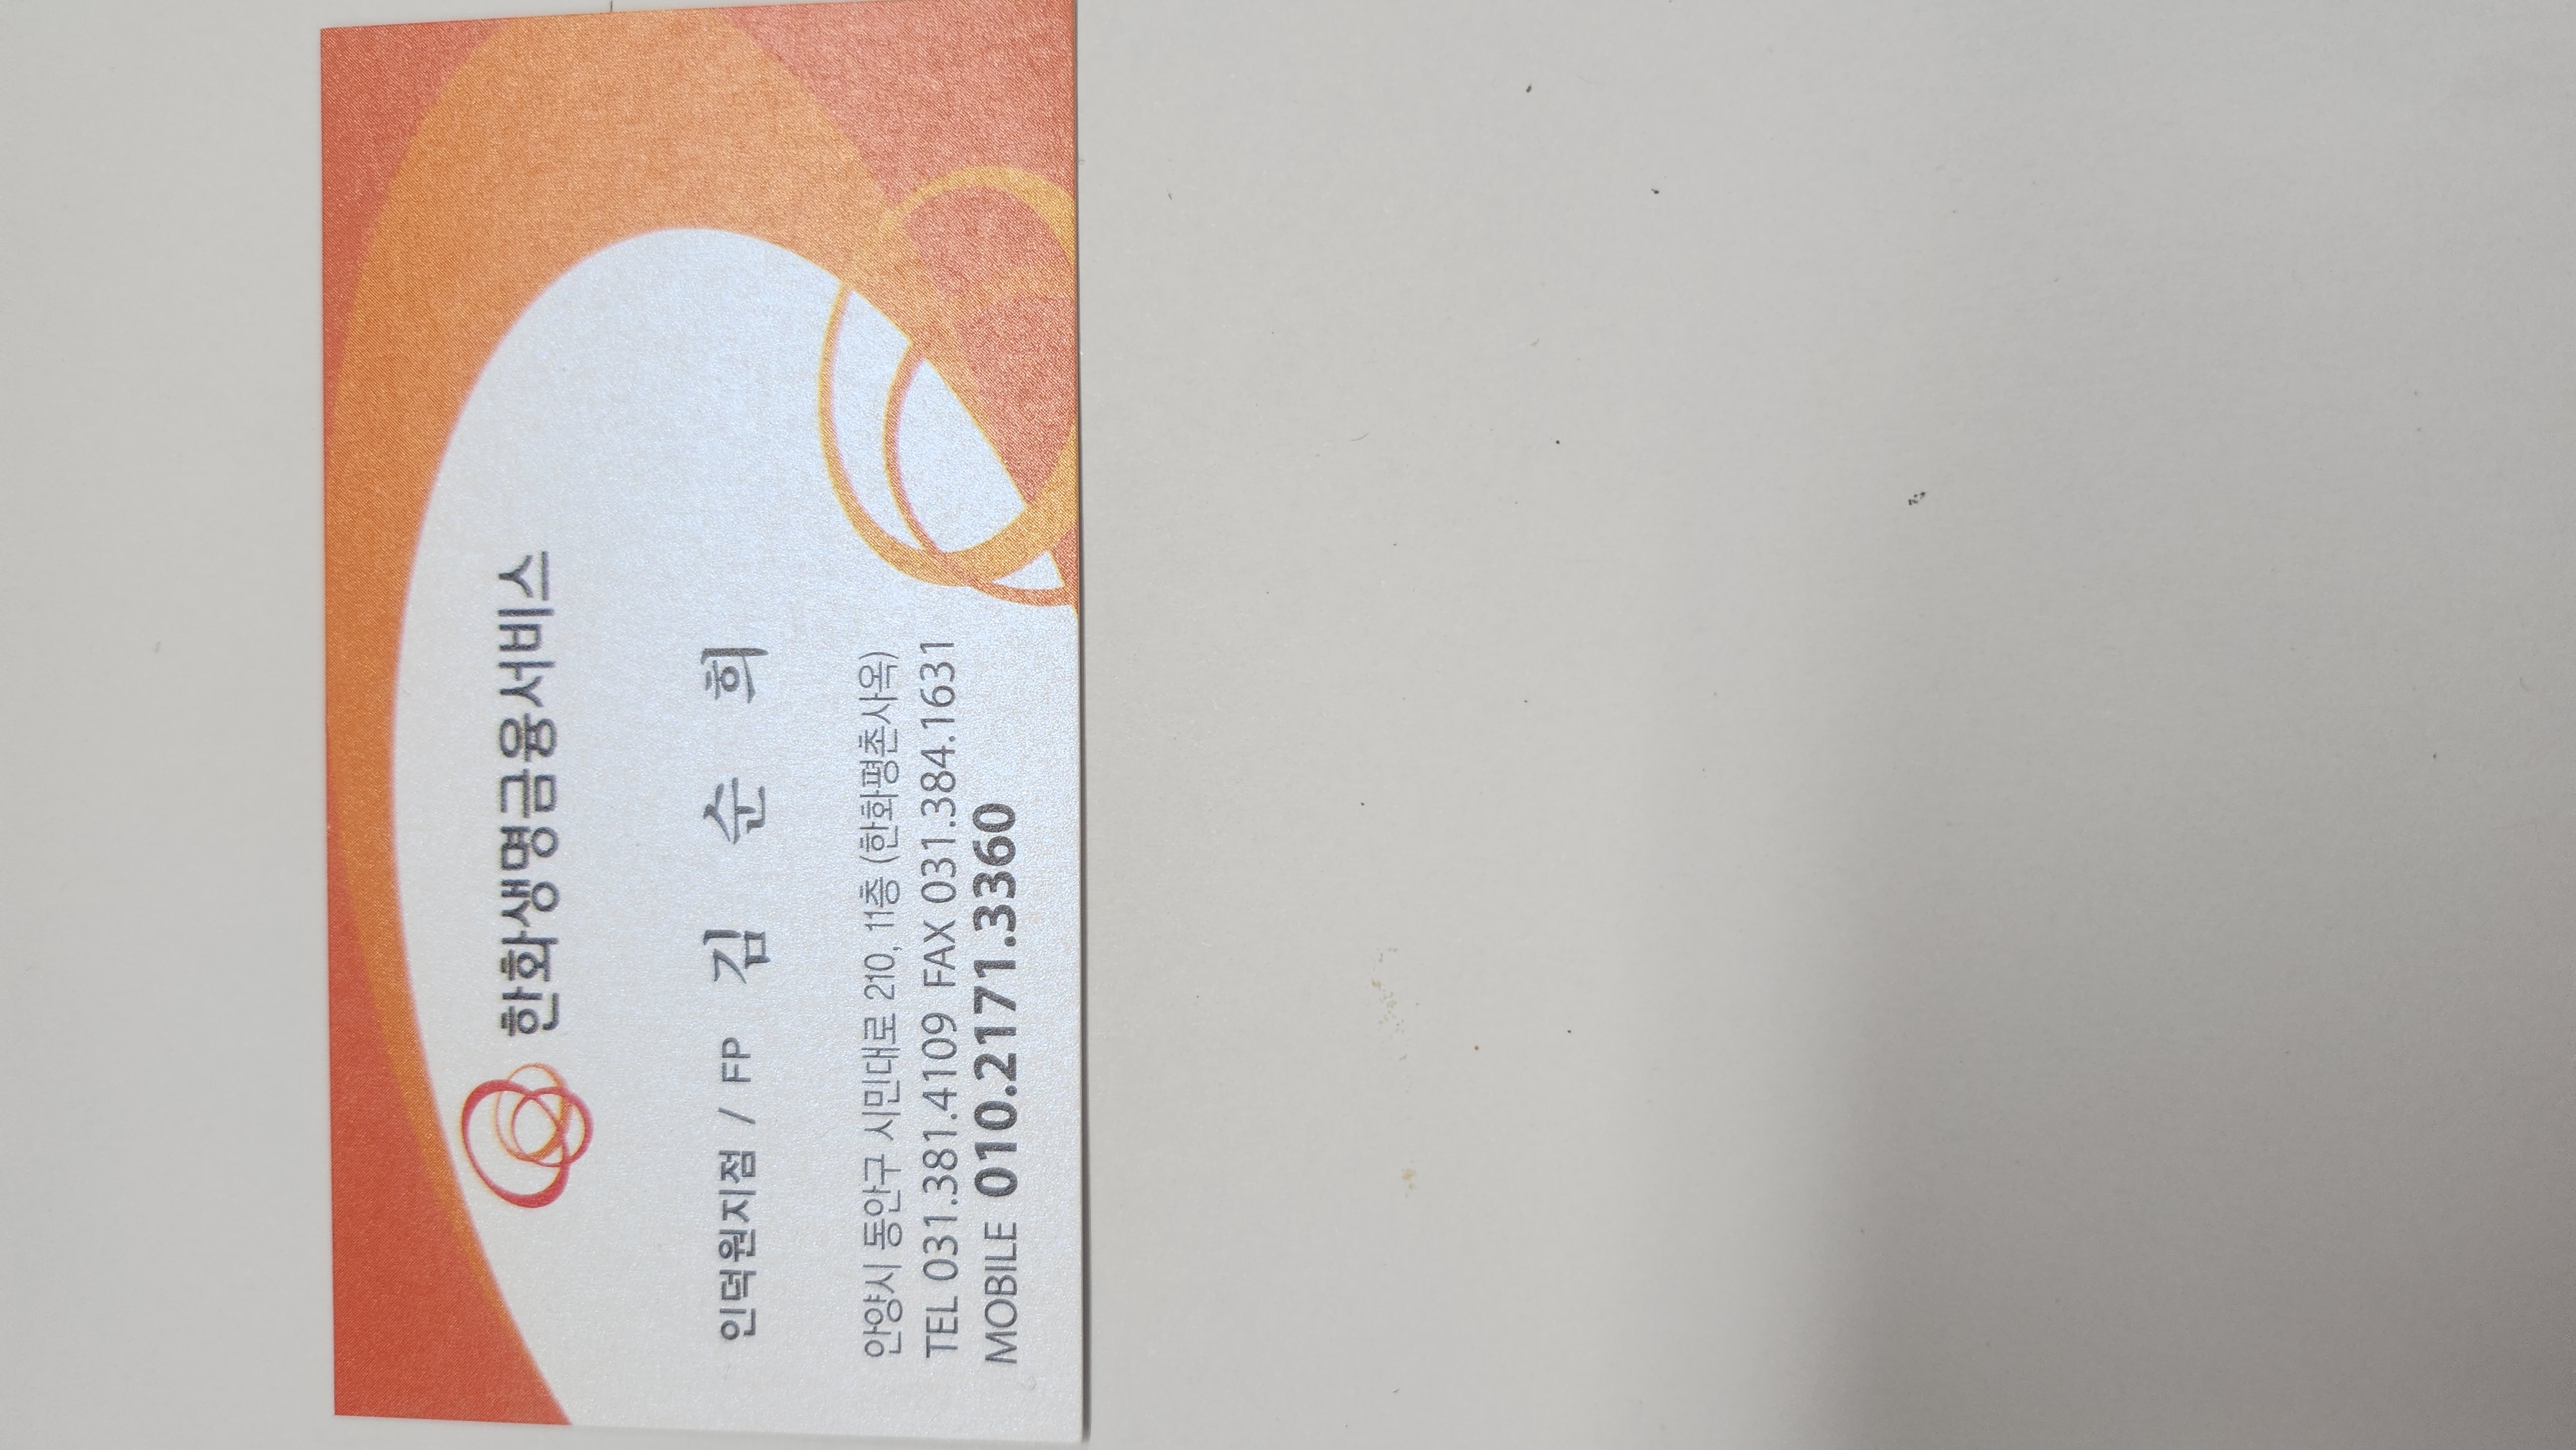 한화생명금융서비스
인덕원지점 / FP 김 순 희
안양시 동안구 시민대로 210, 11층 (한화평촌사옥)
TEL 031.381.4109 FAX 031.384.1631
MOBILE 010.2171.3360